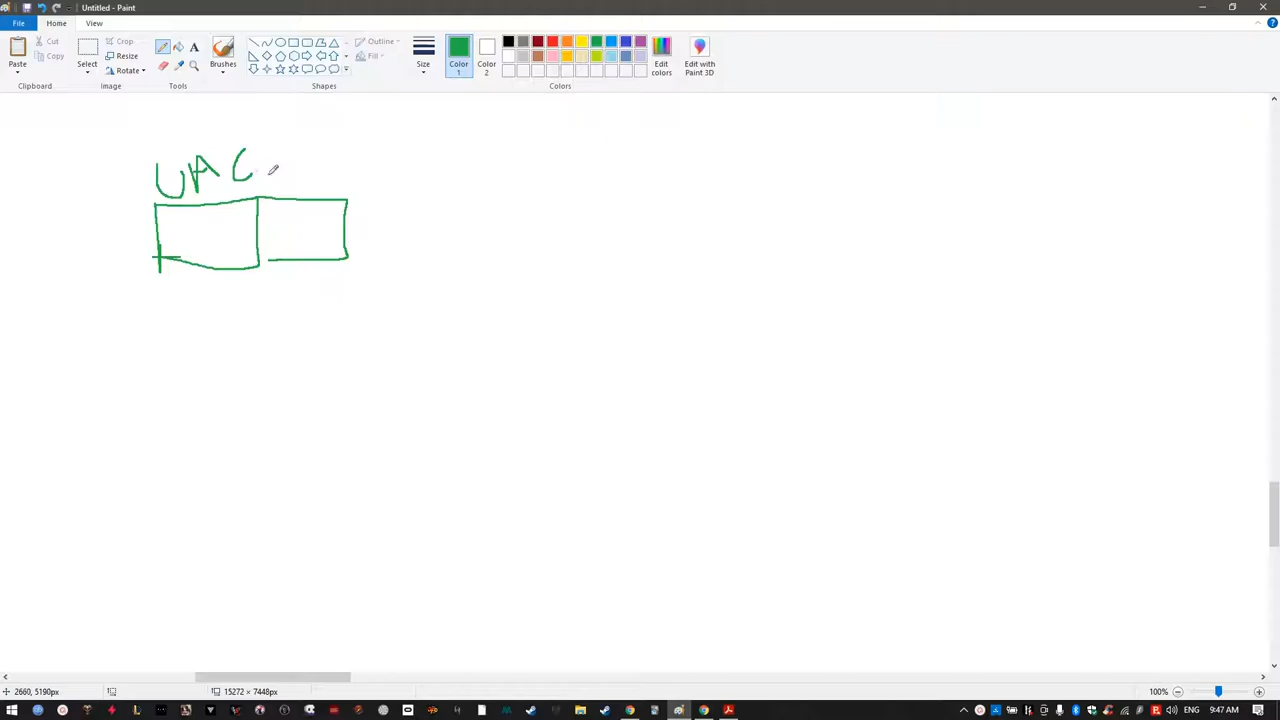 Untitled - Paint
File
Home
View
Paste
Cut
Copy
Clipboard
Select
Crop
Resize
Rotate
Image
A
Tools
Brushes
Outline
Fill
Shapes
Size
Color 1
Color 2
Edit colors
Edit with Paint 3D
Colors
UAC
2660, 5190px
15272 × 7448px
100%
ENG
5:47 AM